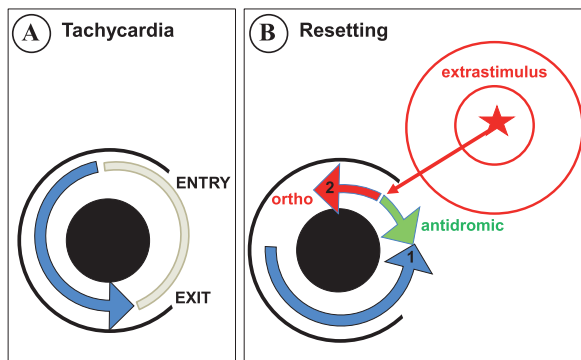 A Tachycardia
ENTRY
EXIT
B Resetting
extrastimulus
2
ortho
antidromic
1